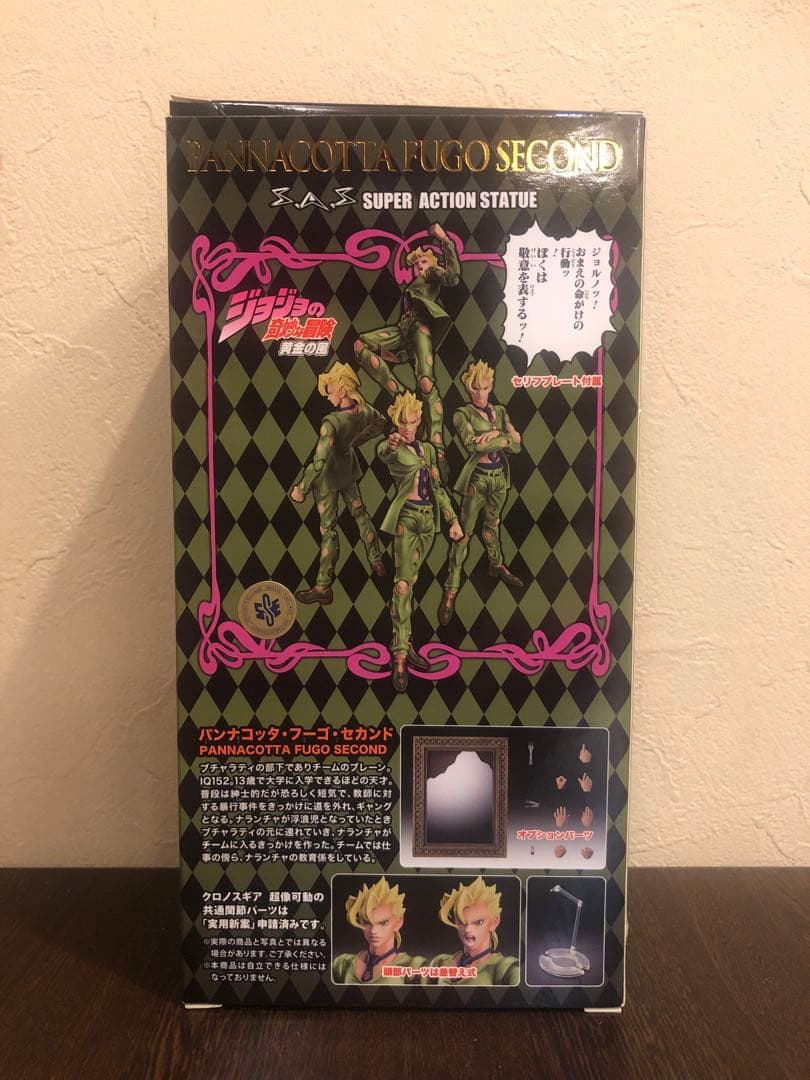 PANNACOTTA FUGO SECOND
S.A.S SUPER ACTION STATUE
ジョルノッ!
おまえの命がけの
行動ッ
!
ぼくは
敬意を表するッ!
ジョジョの
奇妙な冒険
黄金の風
セリフプレート付属
パンナコッタ・フーゴ・セカンド
PANNACOTTA FUGO SECOND
ブチャラティの部下でありチームのブレーン。
IQ152。13歳で大学に入学できるほどの天才。
普段は紳士的だが恐ろしく短気で、教師に対
する暴行事件をきっかけに道を外れ、ギャング
となる。ナランチャが浮浪児となっていたとき
ブチャラティの元に連れていき、ナランチャが
チームに入るきっかけを作った。チームでは仕
事の傍ら、ナランチャの教育係をしている。
オプションパーツ
クロノスギア 超像可動の
共通関節パーツは
「実用新案」申請済みです。
※実際の商品と写真とでは異なる
場合があります。ご了承ください。
※本商品は自立できる仕様には
なっておりません。
頭部パーツは差替え式